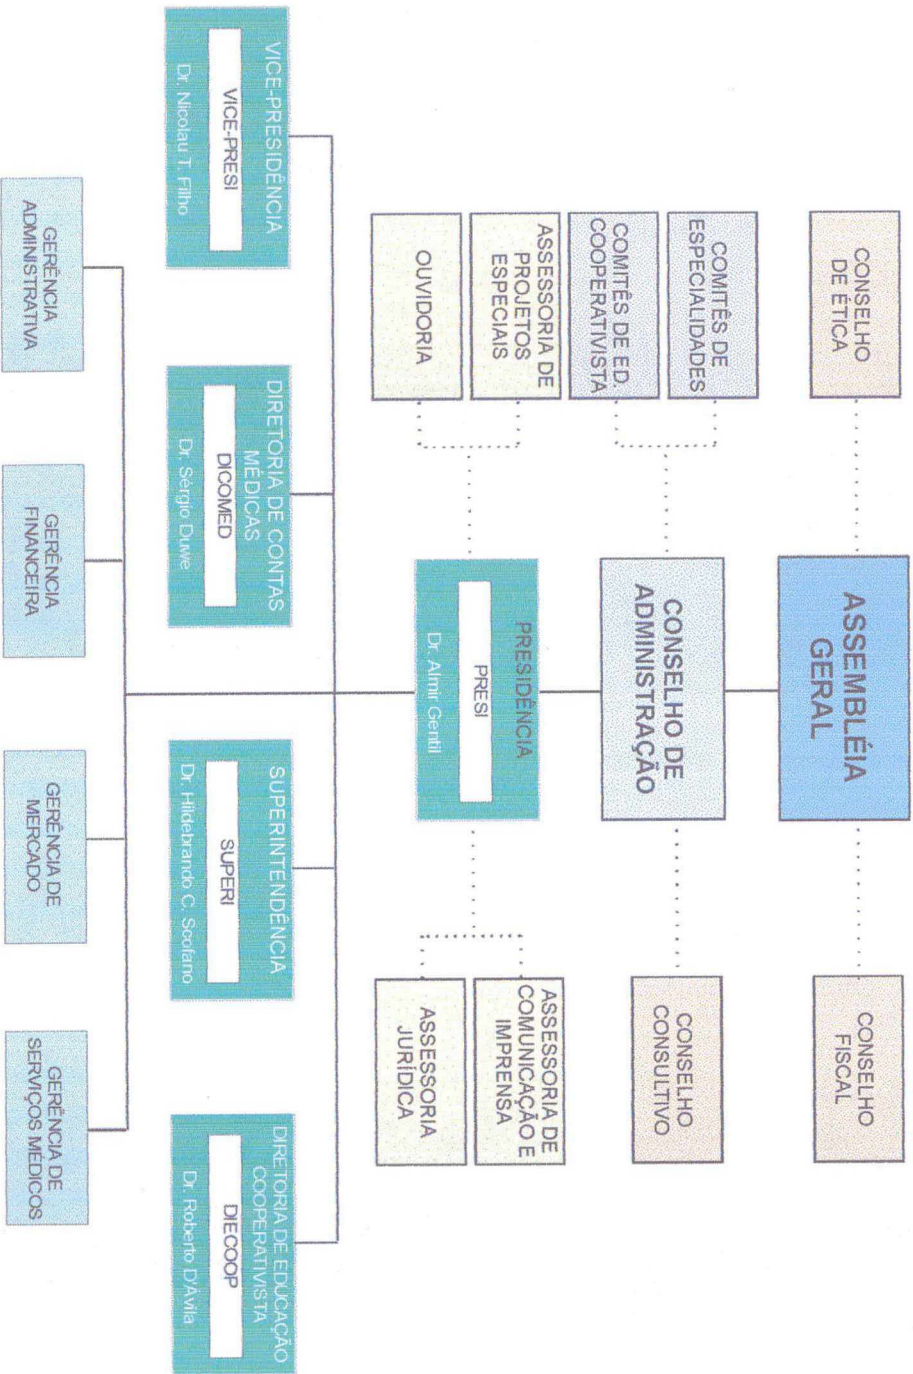 ASSEMBLÉIA
GERAL
CONSELHO
DE ÉTICA
CONSELHO
FISCAL
CONSELHO DE
ADMINISTRAÇÃO
COMITÊS DE
ESPECIALIDADES
COMITÊS DE ED.
COOPERATIVISTA
CONSELHO
CONSULTIVO
PRESIDÊNCIA
PRESI
Dr. Almir Gentil
ASSESSORIA DE
PROJETOS
ESPECIAIS
OUVIDORIA
ASSESSORIA DE
COMUNICAÇÃO E
IMPRENSA
ASSESSORIA
JURÍDICA
VICE-PRESIDÊNCIA
VICE-PRESI
Dr. Nicolau T. Filho
DIRETORIA DE CONTAS
MÉDICAS
DICOMED
Dr. Sérgio Duwe
SUPERINTENDÊNCIA
SUPERI
Dr. Hildebrando C. Scofano
DIRETORIA DE EDUCAÇÃO
COOPERATIVISTA
DIECOOP
Dr. Roberto D'Ávila
GERÊNCIA
ADMINISTRATIVA
GERÊNCIA
FINANCEIRA
GERÊNCIA DE
MERCADO
GERÊNCIA DE
SERVIÇOS MÉDICOS